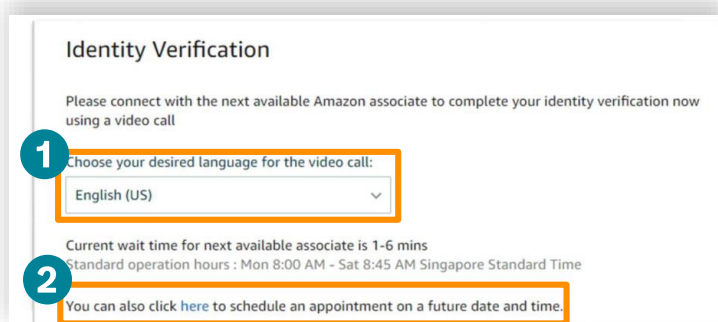 Identity Verification
Please connect with the next available Amazon associate to complete your identity verification now
using a video call
1
Choose your desired language for the video call:
English (US)
Current wait time for next available associate is 1-6 mins
Standard operation hours : Mon 8:00 AM - Sat 8:45 AM Singapore Standard Time
2
You can also click here to schedule an appointment on a future date and time.